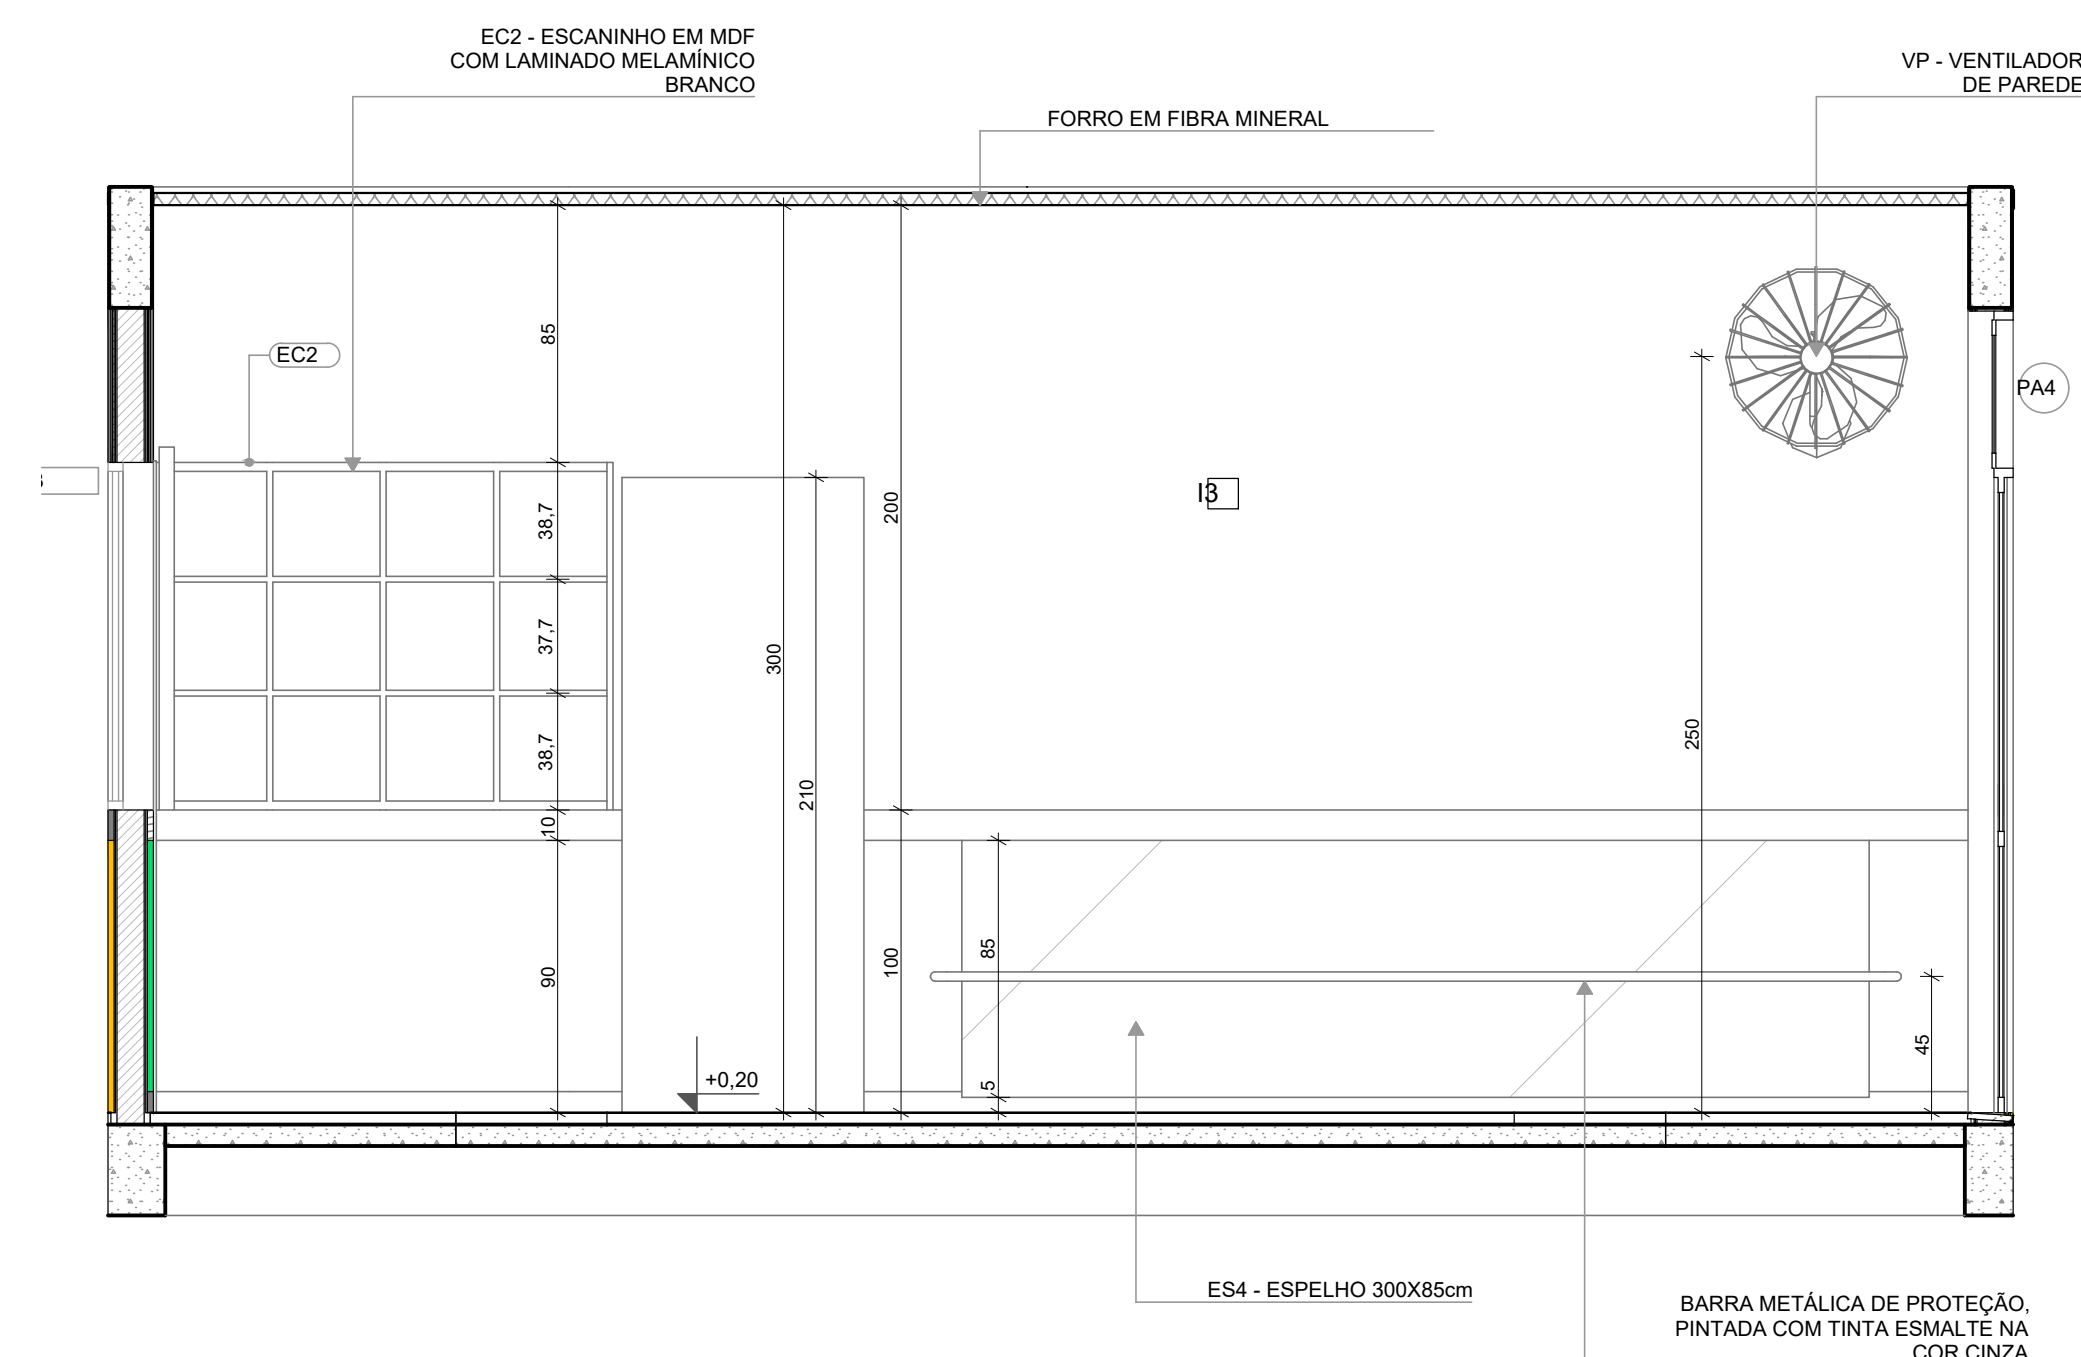 EC2 - ESCANINHO EM MDF
COM LAMINADO MELAMÍNICO
BRANCO
VP - VENTILADOR
DE PAREDE
FORRO EM FIBRA MINERAL
85
EC2
PA4
I3
38,7
200
37,7
300
38,7
250
210
10
85
100
90
45
+0,20
5
ES4 - ESPELHO 300X85cm
BARRA METÁLICA DE PROTEÇÃO,
PINTADA COM TINTA ESMALTE NA
COR CINZA